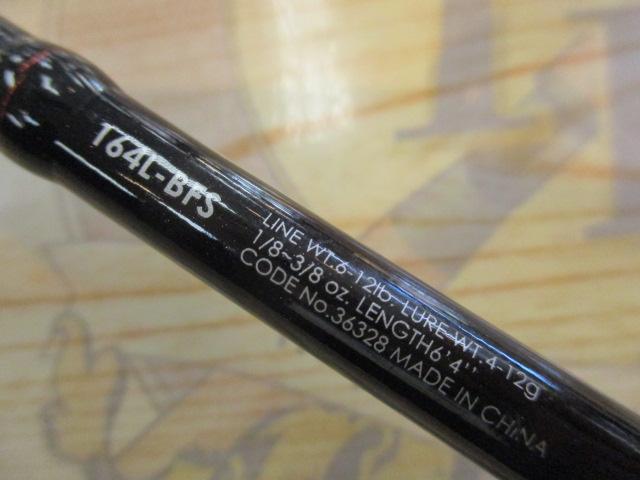 T64L-BFS
LINE WT.6-12lb. LURE WT.4-12g
1/8~3/8 oz. LENGTH6'4''
CODE No.36328 MADE IN CHINA